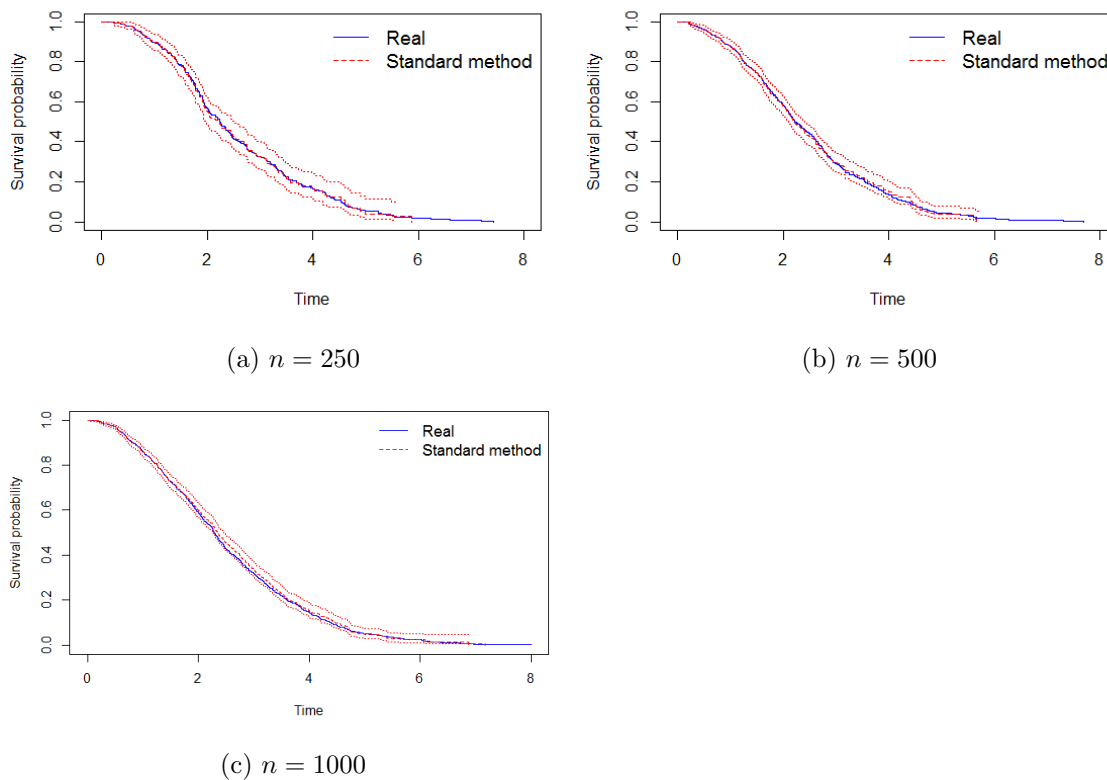 Survival probability
0.0 0.2 0.4 0.6 0.8 1.0
Real
Standard method
0 2 4 6 8
Time
(a) n = 250
Survival probability
0.0 0.2 0.4 0.6 0.8 1.0
Real
Standard method
0 2 4 6 8
Time
(b) n = 500
Survival probability
0.0 0.2 0.4 0.6 0.8 1.0
Real
Standard method
0 2 4 6 8
Time
(c) n = 1000